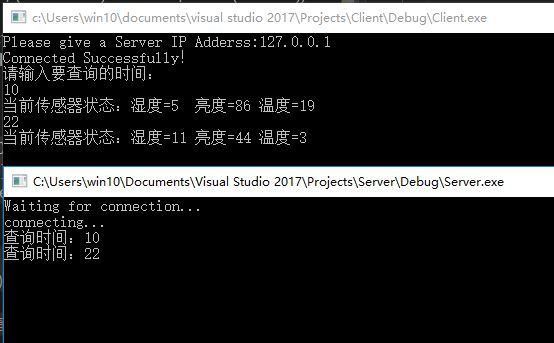 c:\Users\win10\documents\visual studio 2017\Projects\Client\Debug\Client.exe
Please give a Server IP Adderss:127.0.0.1
Connected Successfully!
请输入要查询的时间:
10
当前传感器状态: 湿度=5  亮度=86 温度=19
22
当前传感器状态: 湿度=11 亮度=44 温度=3
C:\Users\win10\Documents\Visual Studio 2017\Projects\Server\Debug\Server.exe
Waiting for connection...
connecting...
查询时间: 10
查询时间: 22